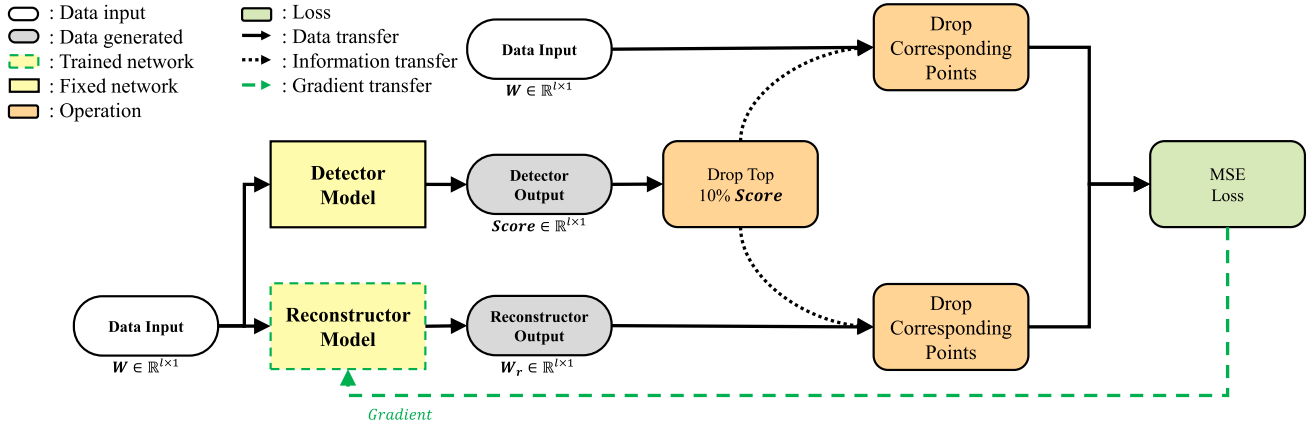 : Data input
: Data generated
: Trained network
: Fixed network
: Operation
: Loss
: Data transfer
: Information transfer
: Gradient transfer
Data Input
W ∈ ℝ^{l×1}
Drop
Corresponding
Points
Detector
Model
Detector
Output
Score ∈ ℝ^{l×1}
Drop Top
10% Score
MSE
Loss
Data Input
W ∈ ℝ^{l×1}
Reconstructor
Model
Reconstructor
Output
W_r ∈ ℝ^{l×1}
Drop
Corresponding
Points
Gradient